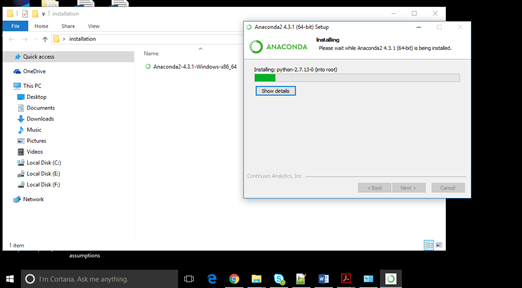 installation
File
Home
Share
View
installation
Quick access
OneDrive
This PC
Desktop
Documents
Downloads
Music
Pictures
Videos
Local Disk (C:)
Local Disk (E:)
Local Disk (F:)
Network
Name
Anaconda2-4.3.1-Windows-x86_64
1 item
Anaconda2 4.3.1 (64-bit) Setup
ANACONDA
Installing
Please wait while Anaconda2 4.3.1 (64-bit) is being installed.
Installing: python-2.7.13-0 (into root)
Show details
Continuum Analytics, Inc.
< Back
Next >
Cancel
assumptions
I'm Cortana. Ask me anything.